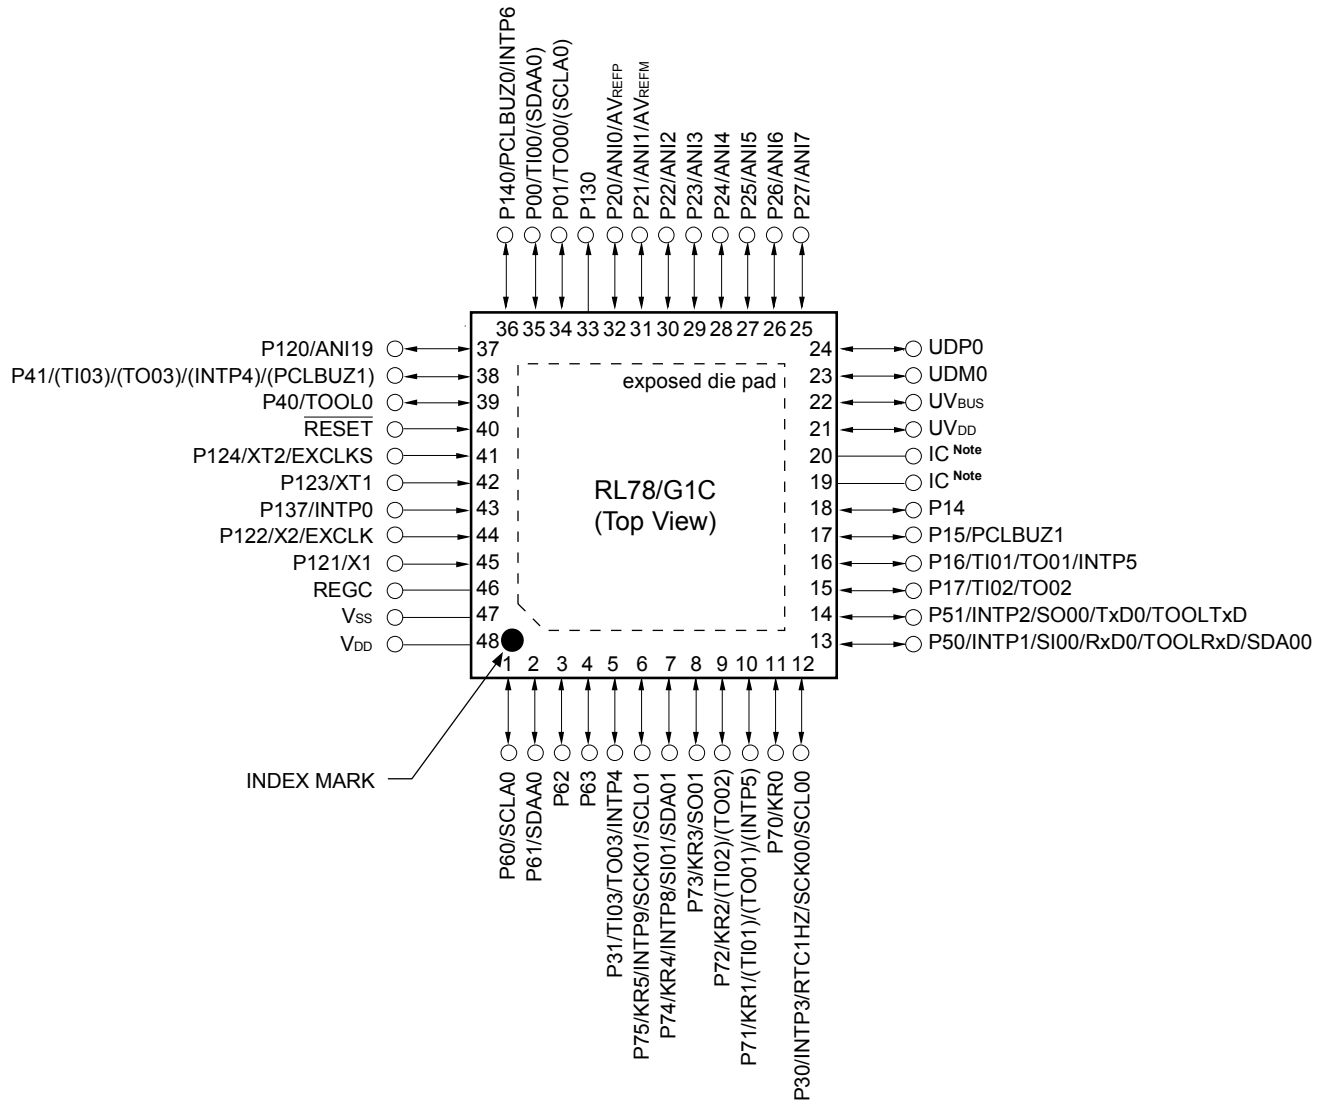 P140/PCLBUZ0/INTP6
P00/TI00/(SDAA0)
P01/TO00/(SCLA0)
P130
P20/ANI0/AVREFP
P21/ANI1/AVREFM
P22/ANI2
P23/ANI3
P24/ANI4
P25/ANI5
P26/ANI6
P27/ANI7
36 35 34 33 32 31 30 29 28 27 26 25
P120/ANI19 37
P41/(TI03)/(TO03)/(INTP4)/(PCLBUZ1) 38
P40/TOOL0 39
RESET 40
P124/XT2/EXCLKS 41
P123/XT1 42
P137/INTP0 43
P122/X2/EXCLK 44
P121/X1 45
REGC 46
VSS 47
VDD 48
exposed die pad
RL78/G1C
(Top View)
24 UDP0
23 UDM0
22 UVBUS
21 UVDD
20 IC Note
19 IC Note
18 P14
17 P15/PCLBUZ1
16 P16/TI01/TO01/INTP5
15 P17/TI02/TO02
14 P51/INTP2/SO00/TxD0/TOOLTxD
13 P50/INTP1/SI00/RxD0/TOOLRxD/SDA00
1 2 3 4 5 6 7 8 9 10 11 12
INDEX MARK
P60/SCLA0
P61/SDAA0
P62
P63
P31/TI03/TO03/INTP4
P75/KR5/INTP9/SCK01/SCL01
P74/KR4/INTP8/SI01/SDA01
P73/KR3/SO01
P72/KR2/(TI02)/(TO02)
P71/KR1/(TI01)/(TO01)/(INTP5)
P70/KR0
P30/INTP3/RTC1HZ/SCK00/SCL00